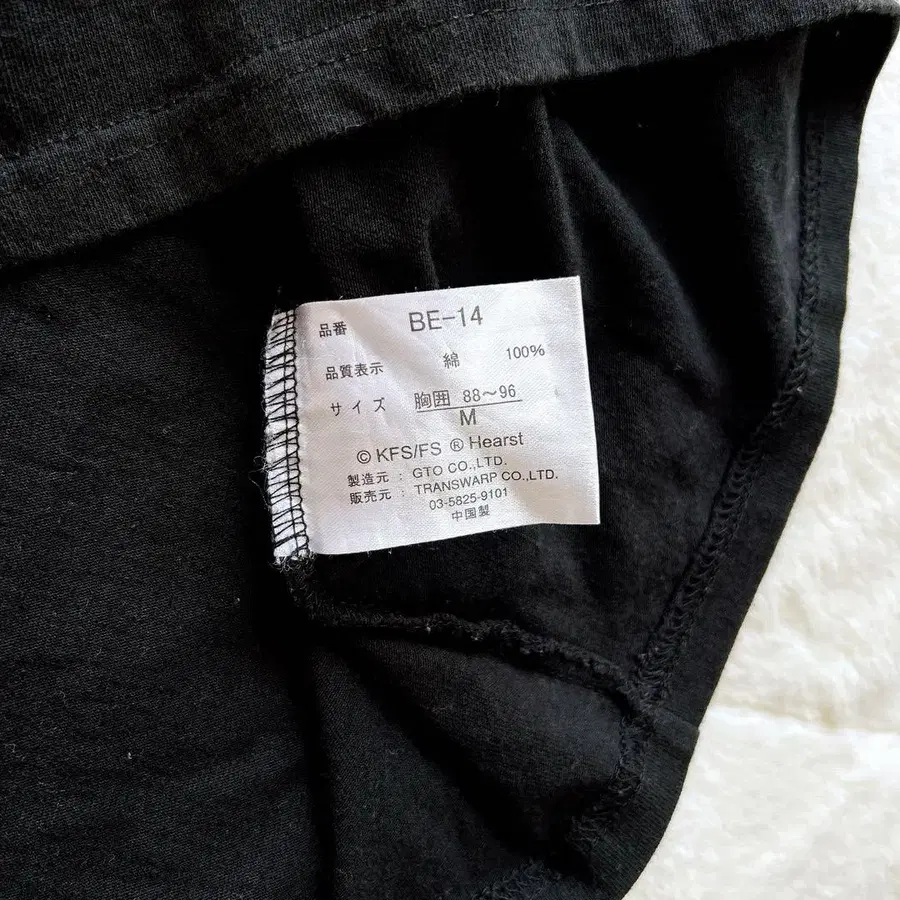 品番 BE-14
品質表示 綿 100%
サイズ 胸囲 88〜96
M
© KFS/FS ® Hearst
製造元 : GTO CO.,LTD.
販売元 : TRANSWARP CO.,LTD.
03-5825-9101
中国製